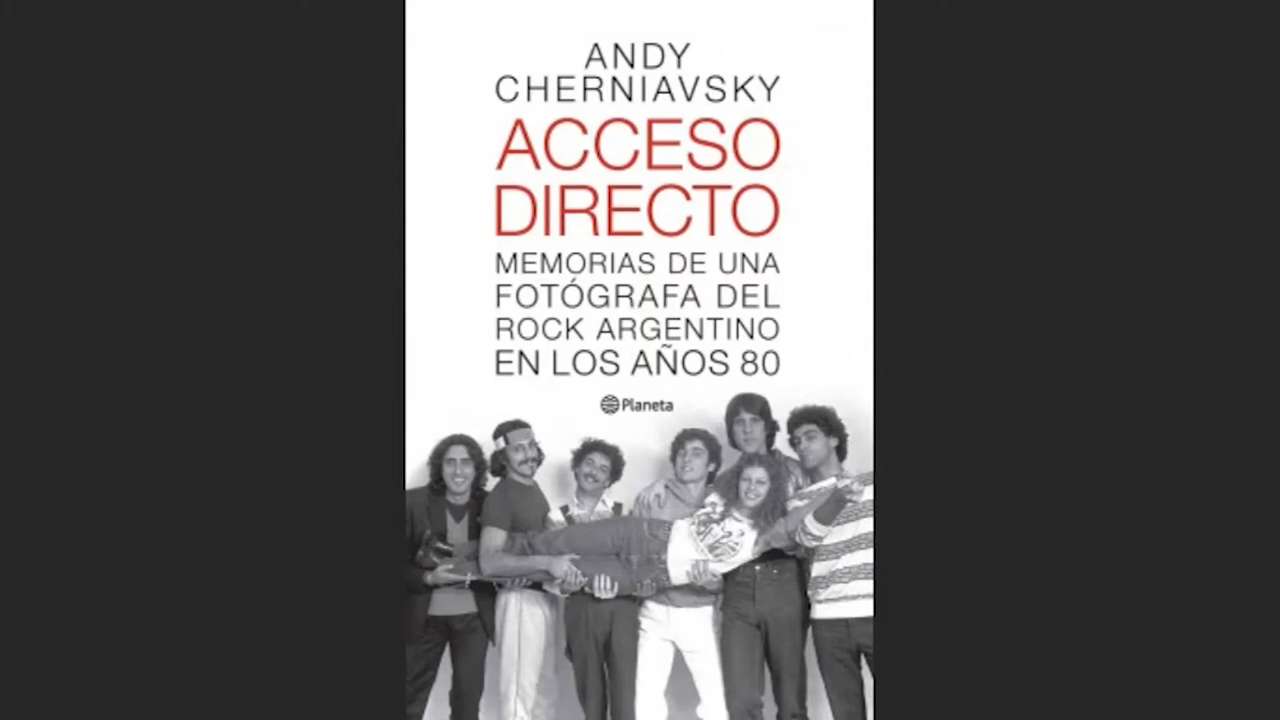 ANDY
CHERNIAVSKY
ACCESO
DIRECTO
MEMORIAS DE UNA
FOTÓGRAFA DEL
ROCK ARGENTINO
EN LOS AÑOS 80
Planeta